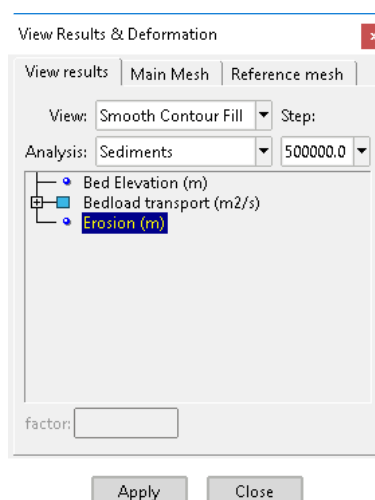 View Results & Deformation
View results Main Mesh Reference mesh
View: Smooth Contour Fill Step:
Analysis: Sediments 500000.0
Bed Elevation (m)
Bedload transport (m2/s)
Erosion (m)
factor:
Apply Close